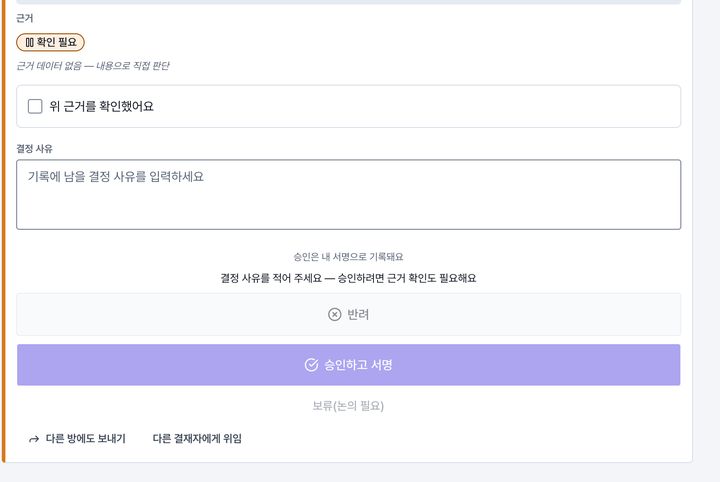 근거
확인 필요
근거 데이터 없음 — 내용으로 직접 판단
위 근거를 확인했어요
결정 사유
기록에 남을 결정 사유를 입력하세요
승인은 내 서명으로 기록돼요
결정 사유를 적어 주세요 — 승인하려면 근거 확인도 필요해요
반려
승인하고 서명
보류(논의 필요)
다른 방에도 보내기 다른 결재자에게 위임